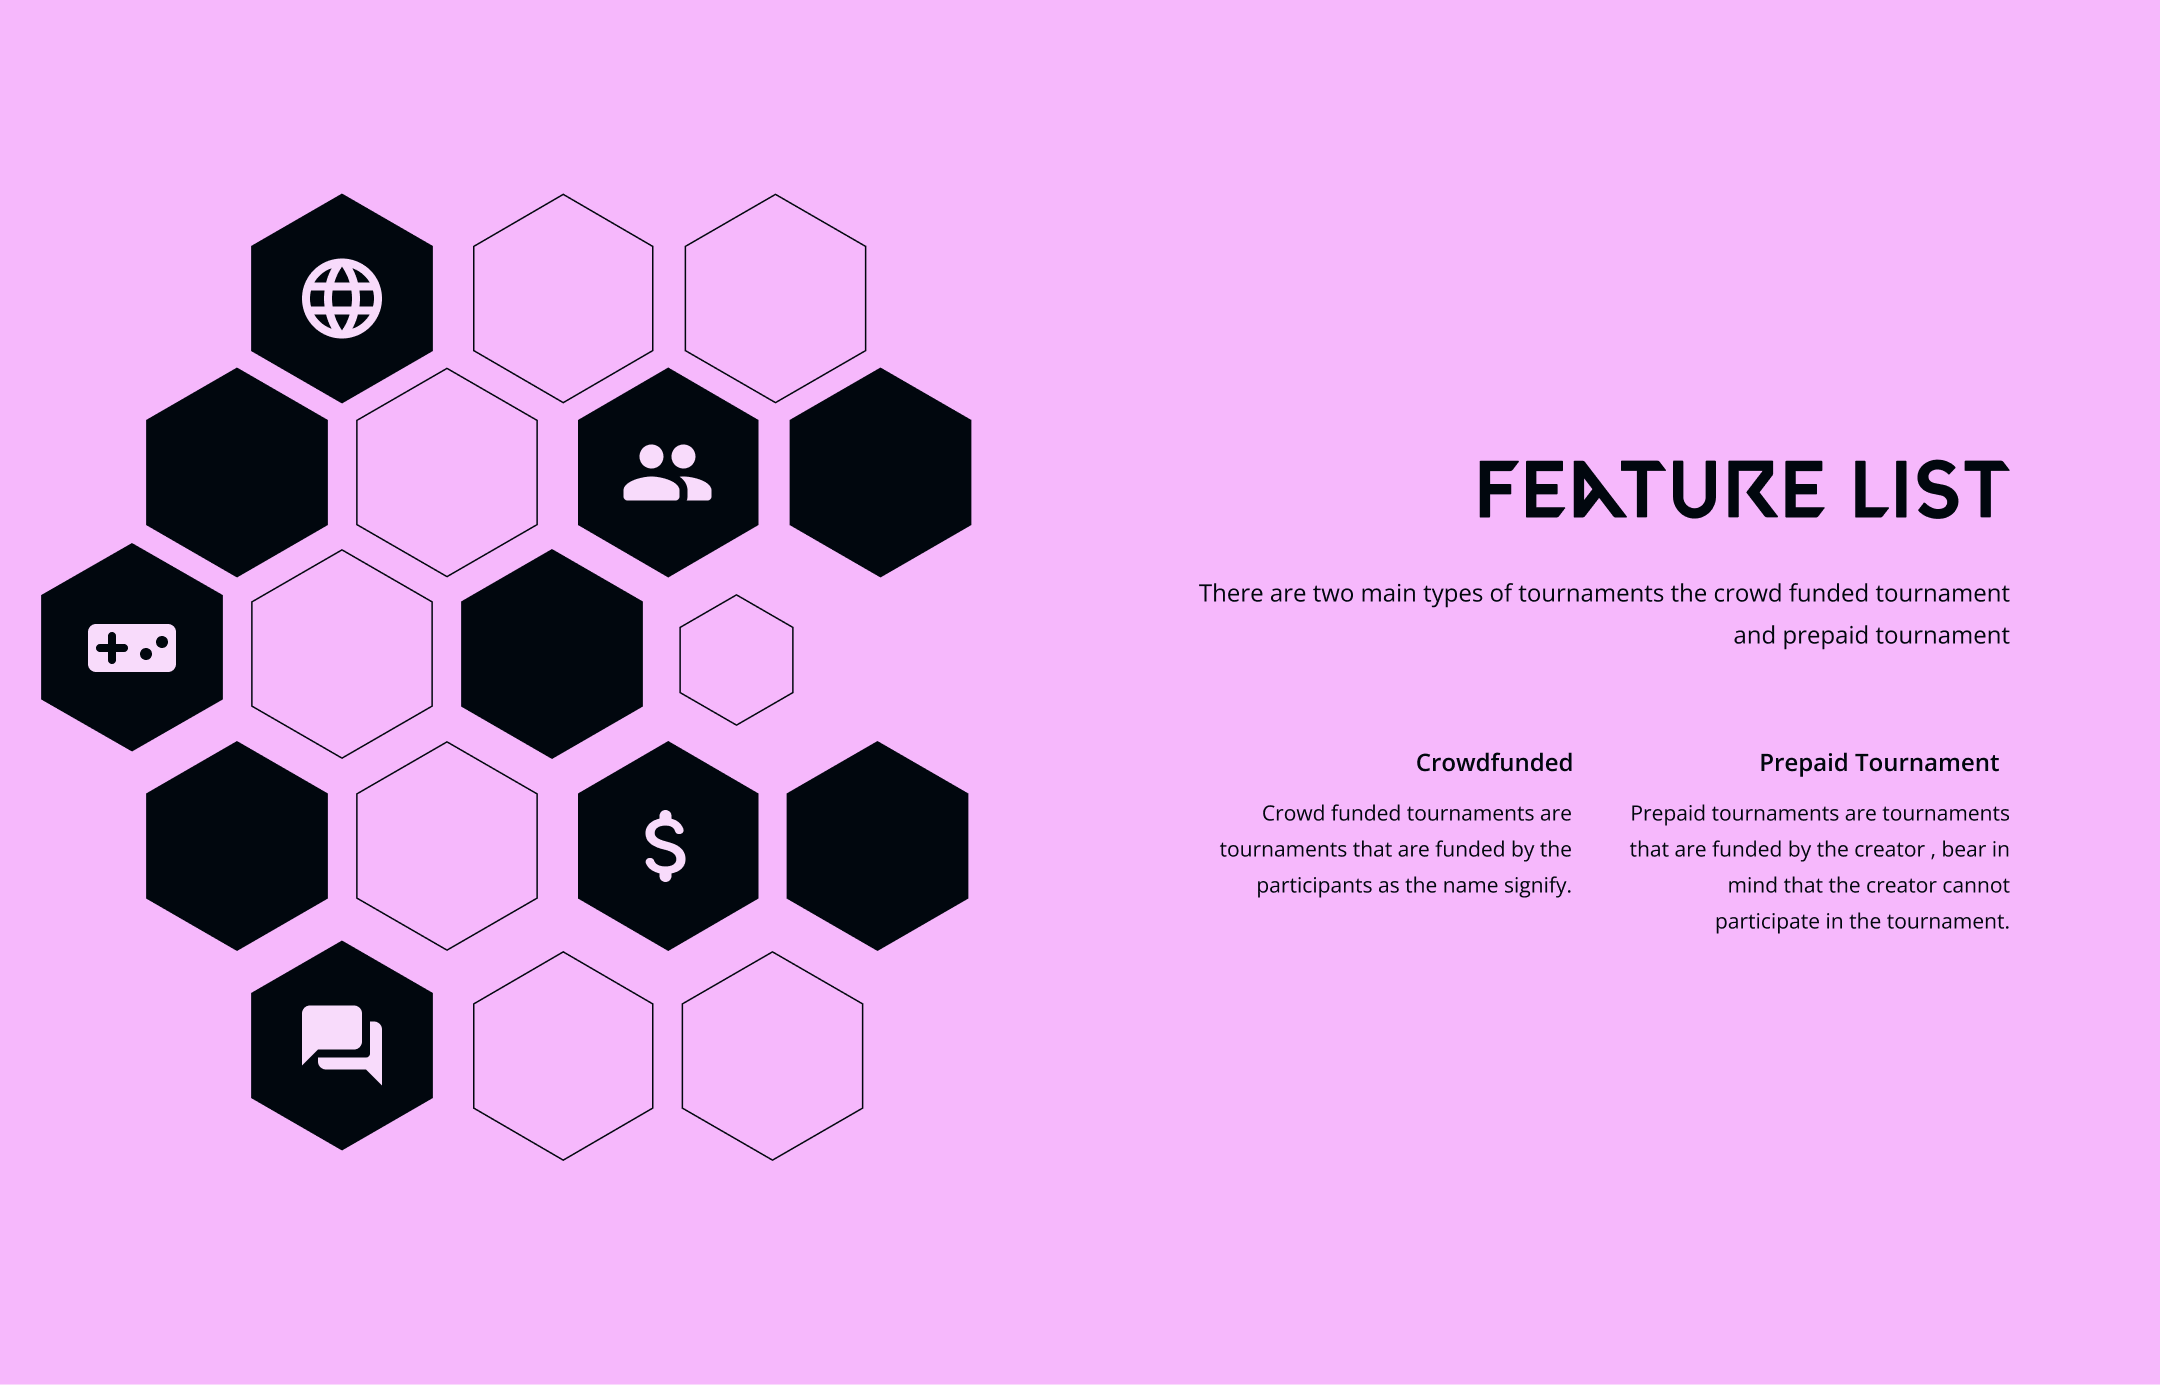 FEATURE LIST
There are two main types of tournaments the crowd funded tournament
and prepaid tournament
Crowdfunded
Crowd funded tournaments are
tournaments that are funded by the
participants as the name signify.
Prepaid Tournament
Prepaid tournaments are tournaments
that are funded by the creator , bear in
mind that the creator cannot
participate in the tournament.